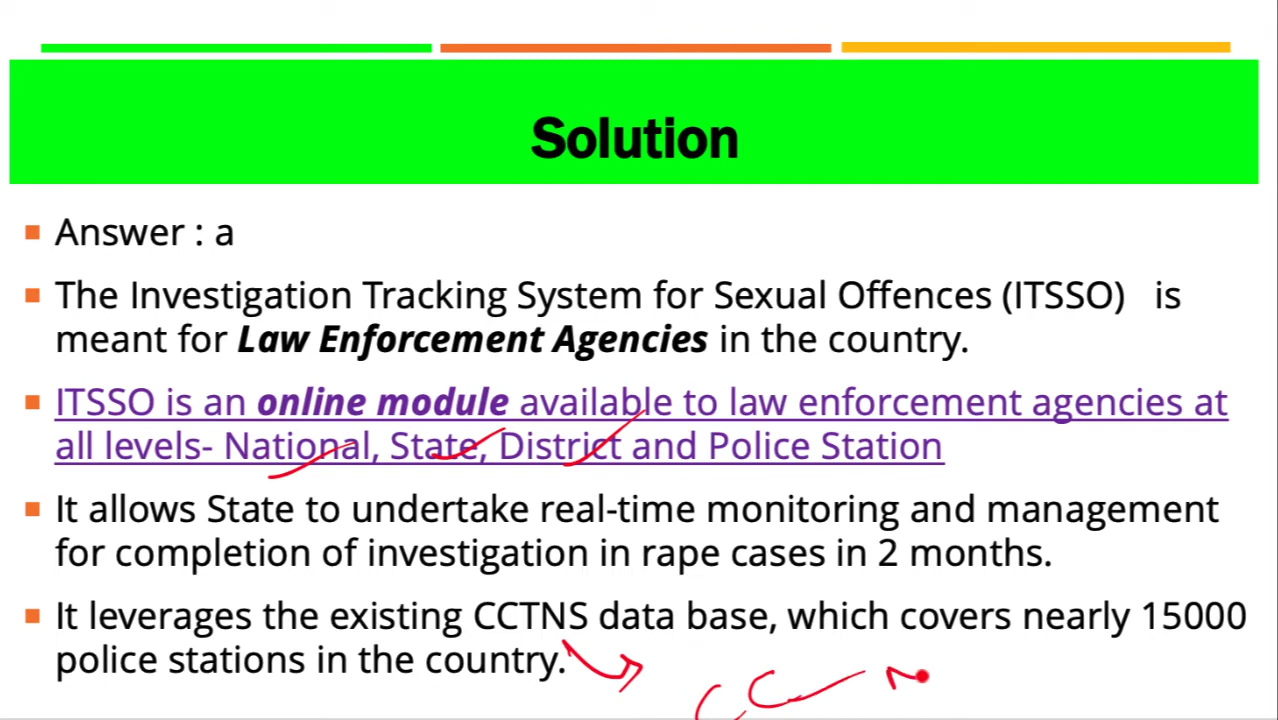 Solution
Answer : a
The Investigation Tracking System for Sexual Offences (ITSSO) is
meant for Law Enforcement Agencies in the country.
ITSSO is an online module available to law enforcement agencies at
all levels- National, State, District and Police Station
It allows State to undertake real-time monitoring and management
for completion of investigation in rape cases in 2 months.
It leverages the existing CCTNS data base, which covers nearly 15000
police stations in the country.
CC